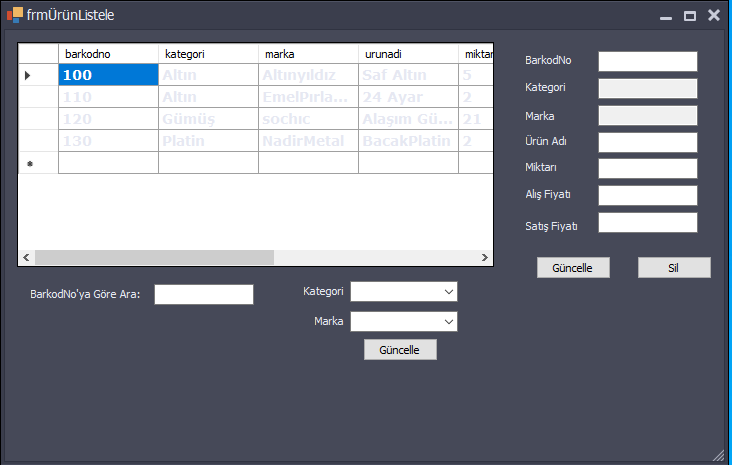 frmÜrünListele
barkodno kategori marka urunadi miktar
100 Altın Altınyıldız Saf Altın 5
110 Altın EmelPırla... 24 Ayar 2
120 Gümüş sochıc Alaşım Gü... 21
130 Platin NadirMetal BacakPlatin 2
BarkodNo
Kategori
Marka
Ürün Adı
Miktarı
Alış Fiyatı
Satış Fiyatı
Güncelle Sil
BarkodNo'ya Göre Ara:
Kategori
Marka
Güncelle